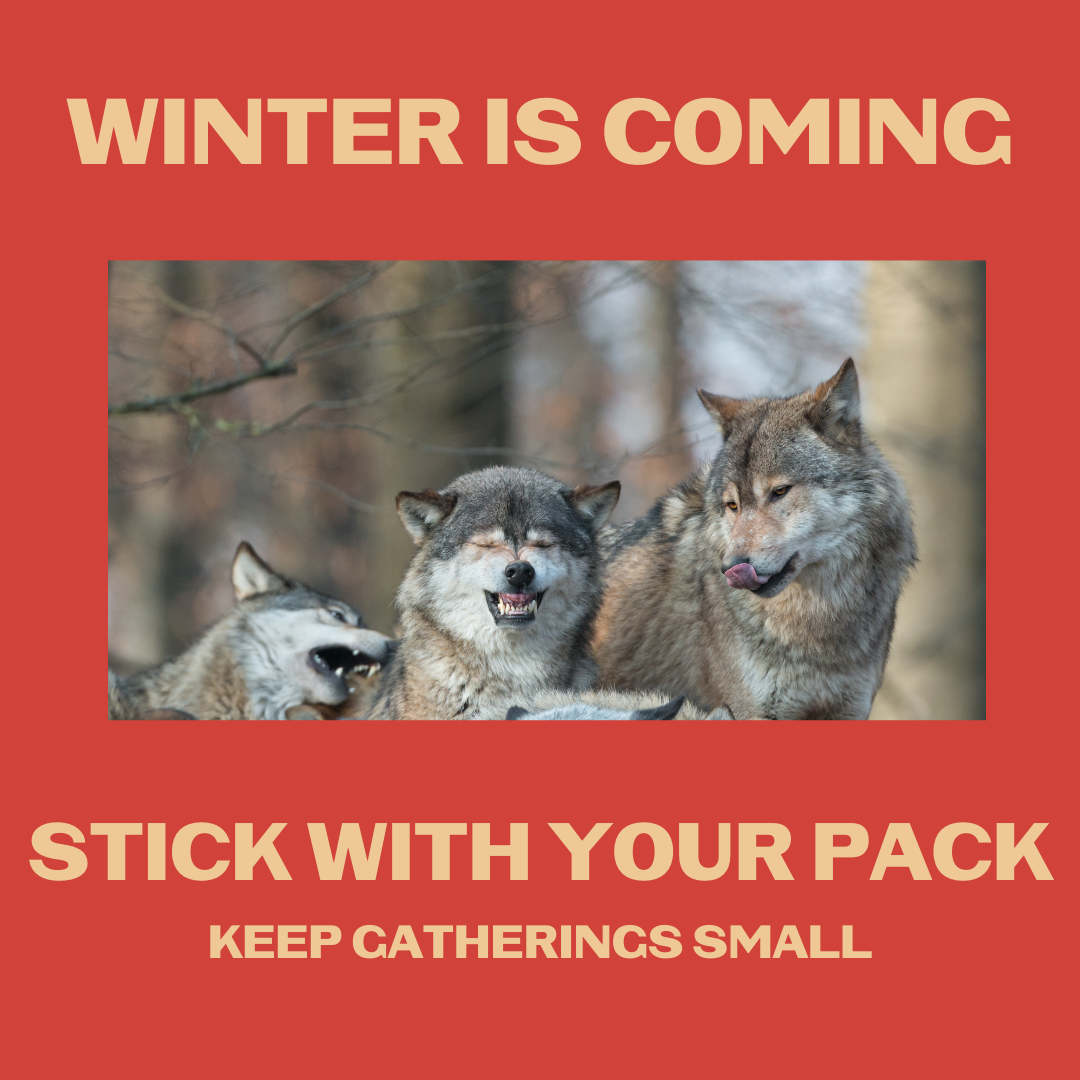 WINTER IS COMING
STICK WITH YOUR PACK
KEEP GATHERINGS SMALL